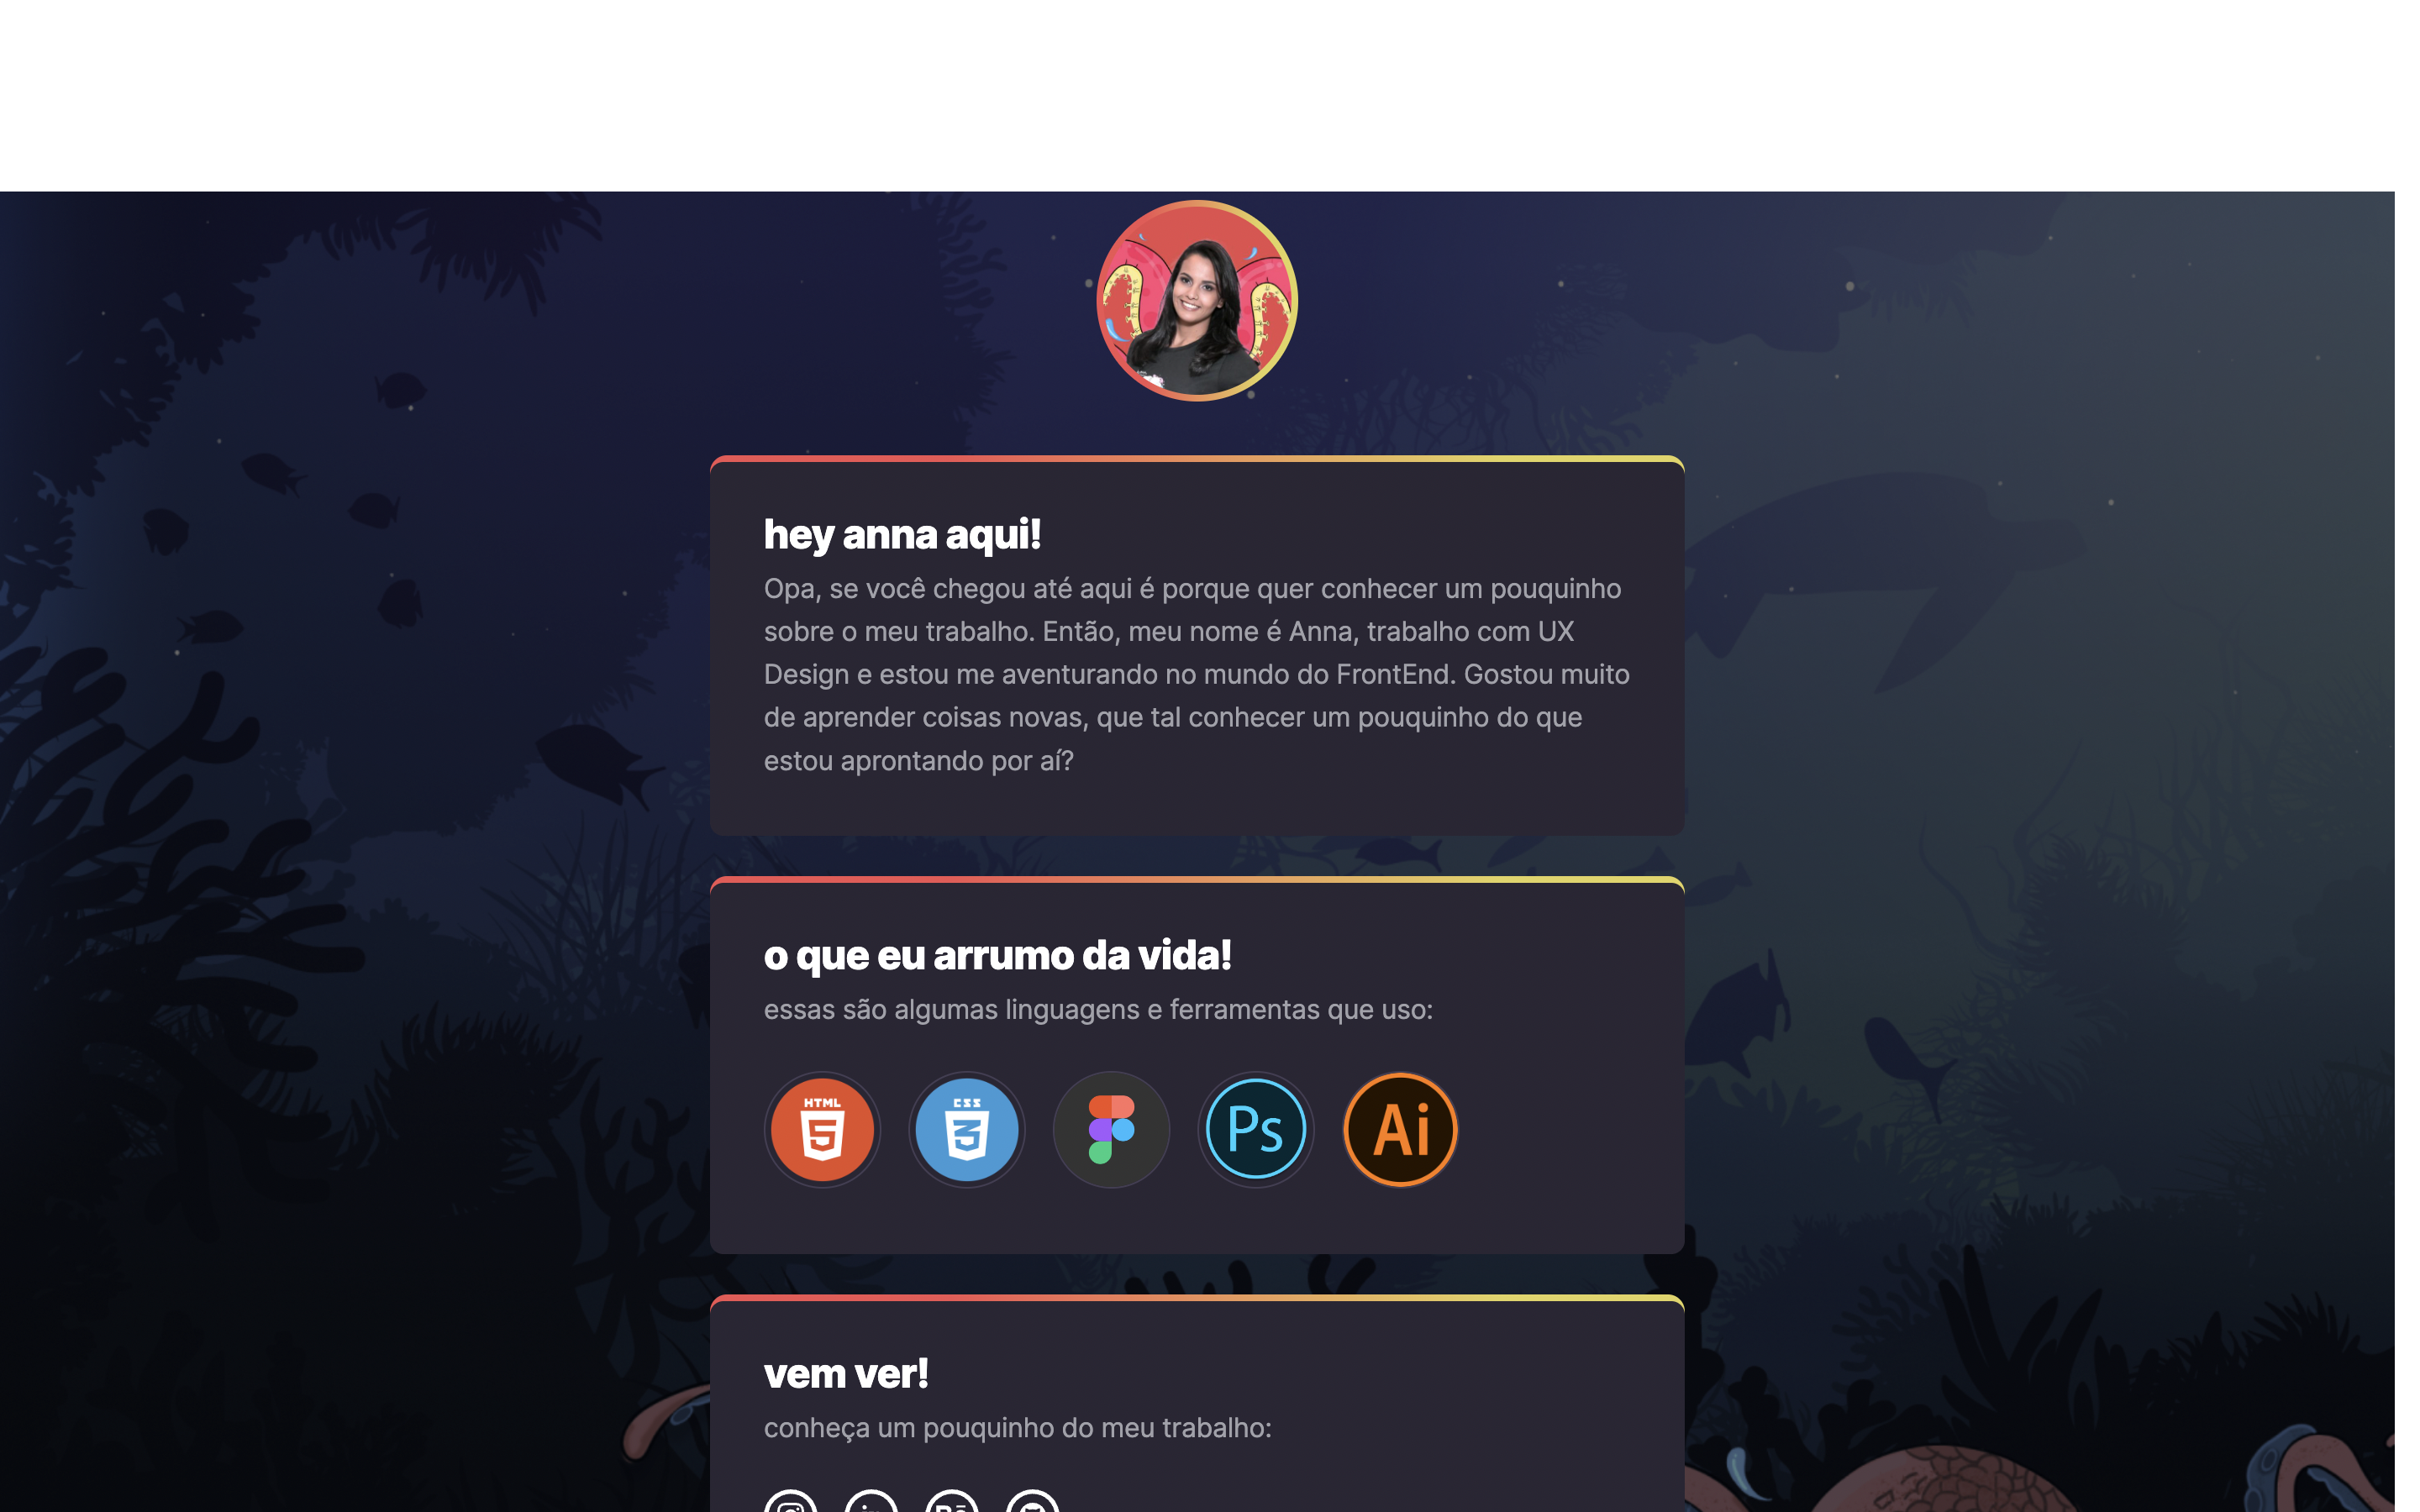 hey anna aqui!
Opa, se você chegou até aqui é porque quer conhecer um pouquinho
sobre o meu trabalho. Então, meu nome é Anna, trabalho com UX
Design e estou me aventurando no mundo do FrontEnd. Gostou muito
de aprender coisas novas, que tal conhecer um pouquinho do que
estou aprontando por aí?
o que eu arrumo da vida!
essas são algumas linguagens e ferramentas que uso:
HTML 5 CSS 3 Ps Ai
vem ver!
conheça um pouquinho do meu trabalho: